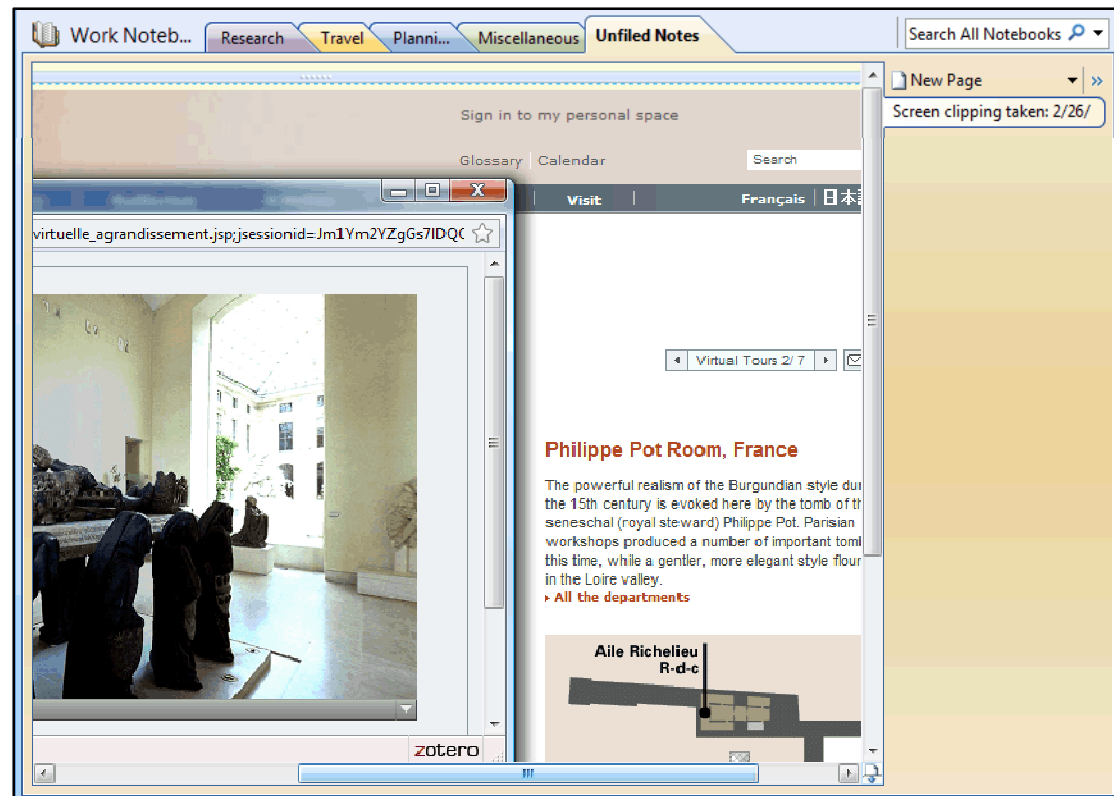 Work Noteb...
Research
Travel
Planni...
Miscellaneous
Unfiled Notes
Search All Notebooks
New Page
Screen clipping taken: 2/26/
Sign in to my personal space
Glossary
Calendar
Search
Visit
Français
日本
virtuelle_agrandissement.jsp;jsessionid=Jm1Ym2YZgGs7IDQ(
Virtual Tours 2/ 7
Philippe Pot Room, France
The powerful realism of the Burgundian style dur
the 15th century is evoked here by the tomb of th
seneschal (royal steward) Philippe Pot. Parisian
workshops produced a number of important toml
this time, while a gentler, more elegant style flour
in the Loire valley.
All the departments
Aile Richelieu
R-d-c
zotero